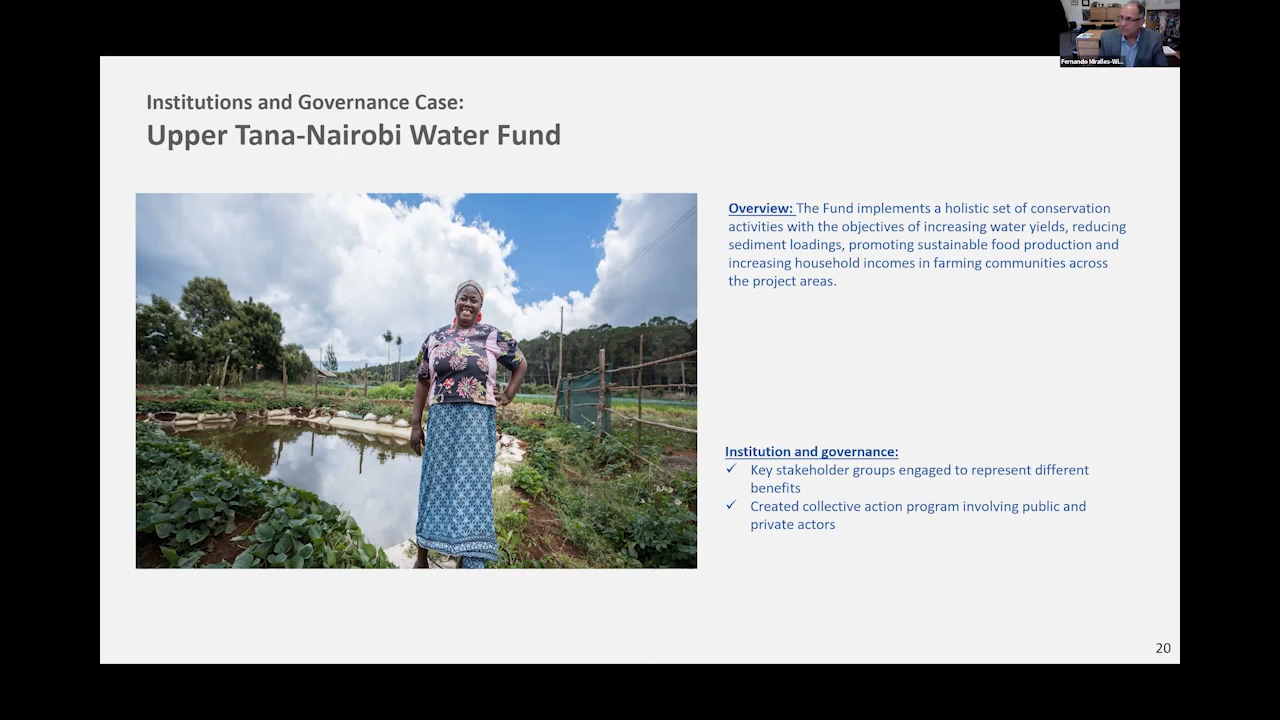 Fernando Miralles-Wi...
Institutions and Governance Case:
Upper Tana-Nairobi Water Fund
Overview: The Fund implements a holistic set of conservation
activities with the objectives of increasing water yields, reducing
sediment loadings, promoting sustainable food production and
increasing household incomes in farming communities across
the project areas.
Institution and governance:
✓ Key stakeholder groups engaged to represent different
benefits
✓ Created collective action program involving public and
private actors
20